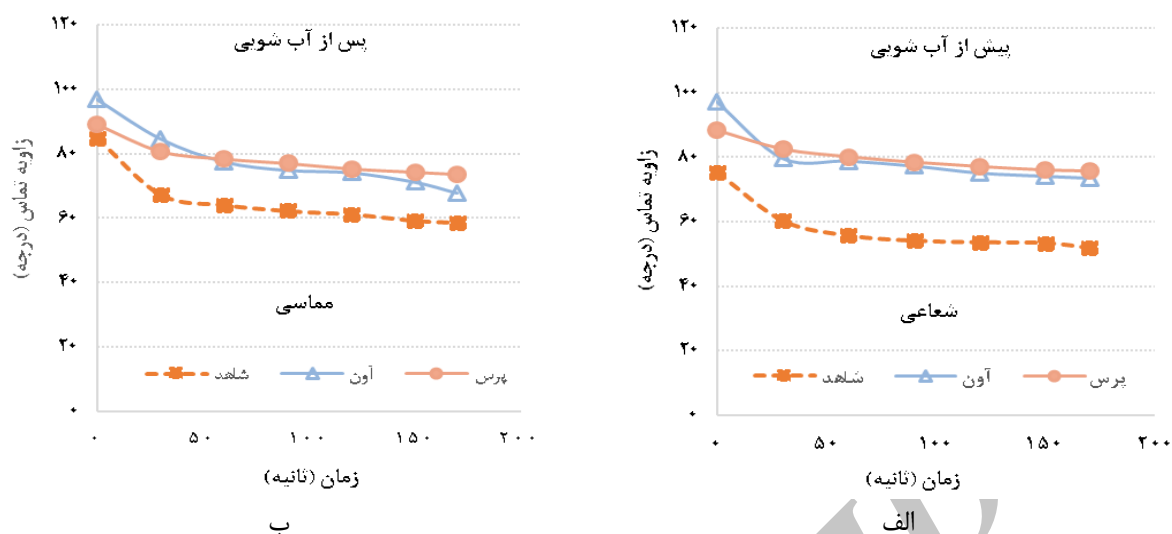 پیش از آب شویی
۱۲۰
۱۰۰
۸۰
۶۰
۴۰
۲۰
۰
زاویه تماس (درجه)
شعاعی
شاهد آون پرس
۰ ۵۰ ۱۰۰ ۱۵۰ ۲۰۰
زمان (ثانیه)
الف
پس از آب شویی
۱۲۰
۱۰۰
۸۰
۶۰
۴۰
۲۰
۰
زاویه تماس (درجه)
مماسی
شاهد آون پرس
۰ ۵۰ ۱۰۰ ۱۵۰ ۲۰۰
زمان (ثانیه)
ب